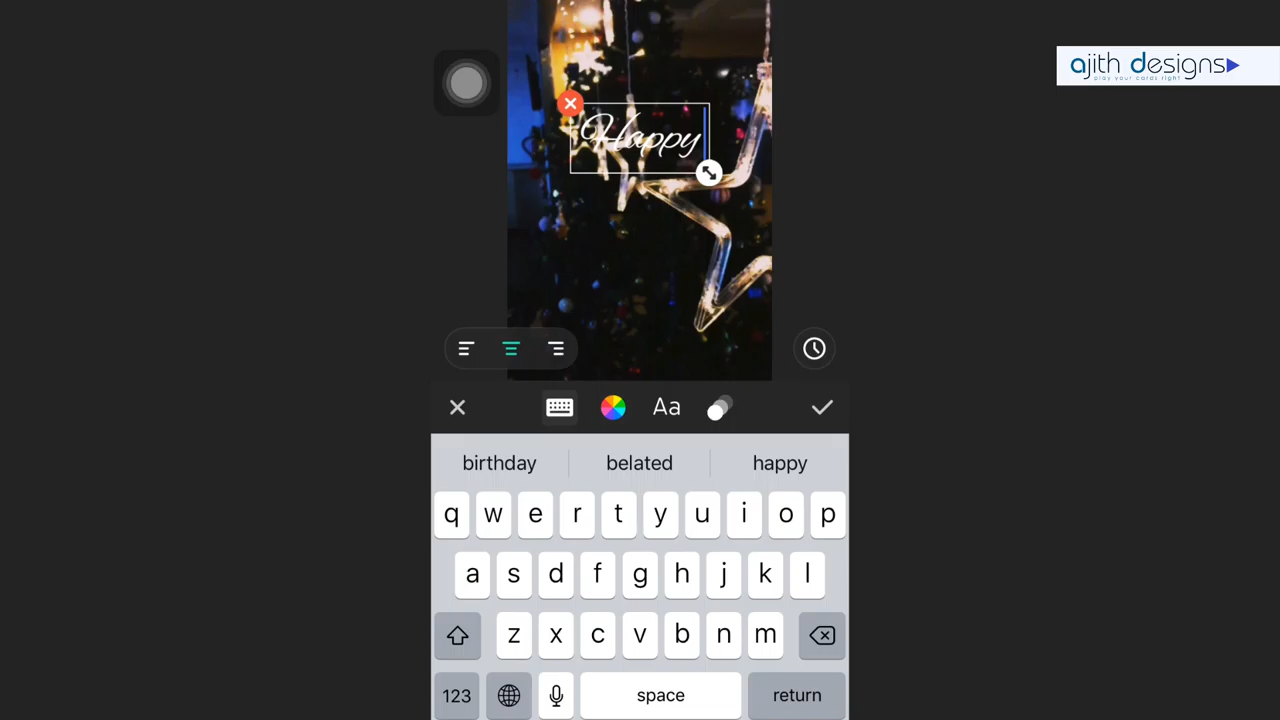 ajith designs
play your cards right
Happy
Aa
birthday belated happy
q w e r t y u i o p
a s d f g h j k l
z x c v b n m
123 space return